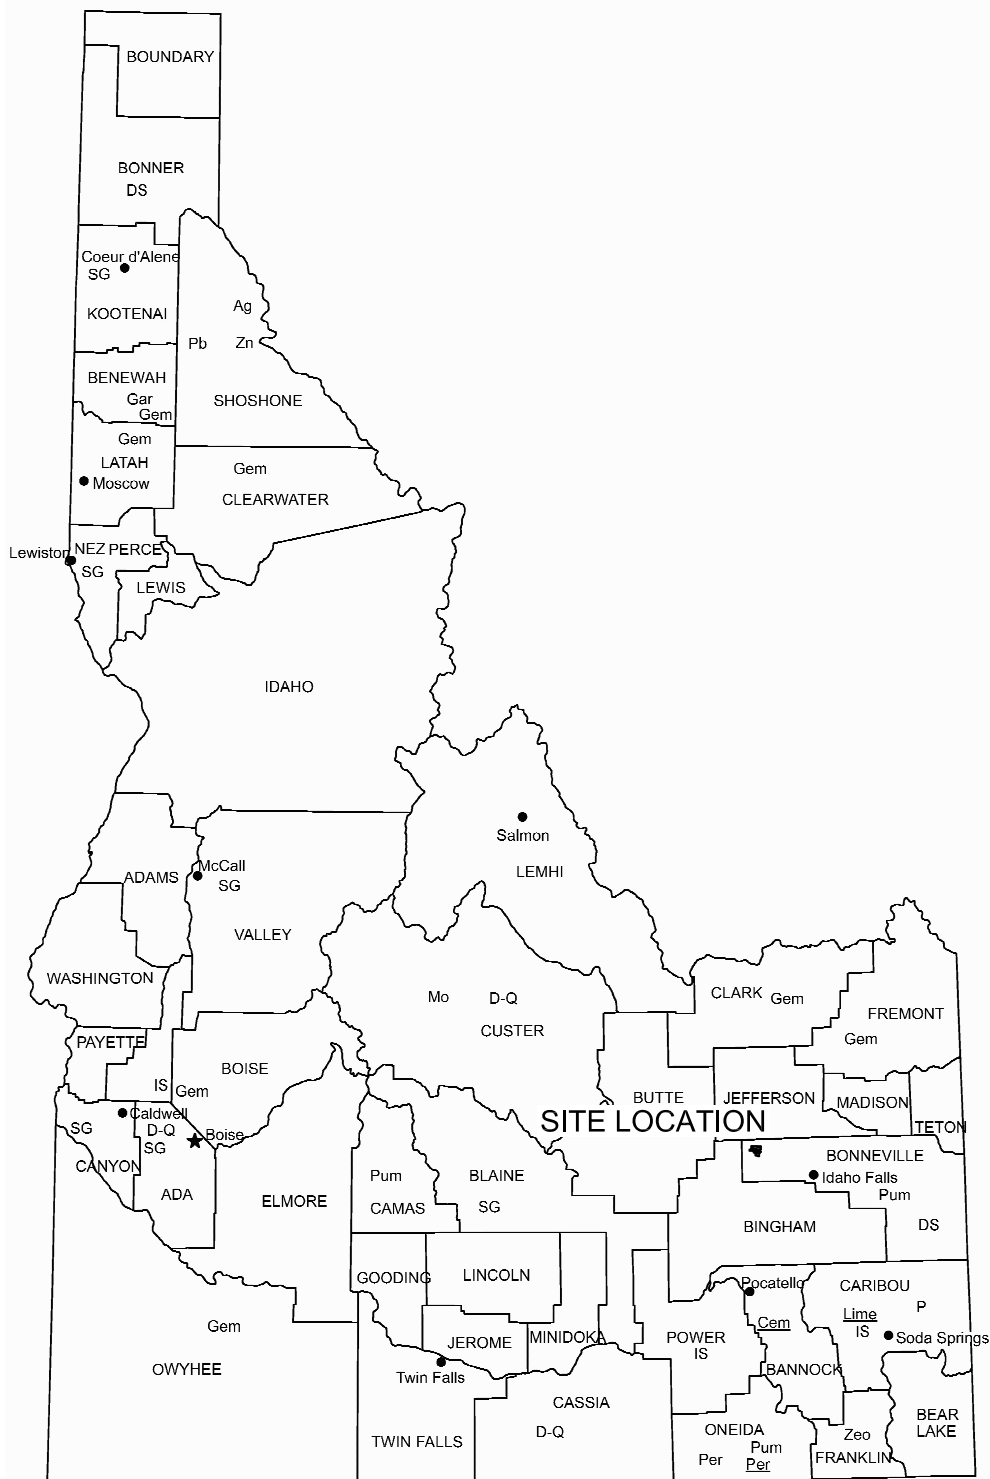 BOUNDARY
BONNER
DS
Coeur d'Alene
SG
KOOTENAI
Ag
Pb
Zn
SHOSHONE
BENEWAH
Gar
Gem
Gem
LATAH
Moscow
Gem
CLEARWATER
Lewiston
NEZ PERCE
SG
LEWIS
IDAHO
Salmon
LEMHI
ADAMS
McCall
SG
VALLEY
WASHINGTON
Mo
D-Q
CUSTER
CLARK
Gem
FREMONT
Gem
PAYETTE
IS
Gem
BOISE
BUTTE
JEFFERSON
MADISON
TETON
SITE LOCATION
Caldwell
SG
D-Q
SG
Boise
CANYON
ADA
ELMORE
Pum
CAMAS
BLAINE
SG
BONNEVILLE
Idaho Falls
Pum
DS
BINGHAM
GOODING
LINCOLN
JEROME
MINIDOKA
Twin Falls
Pocatello
Cem
BANNOCK
POWER
IS
CARIBOU
P
Lime
IS
Soda Springs
Gem
OWYHEE
TWIN FALLS
CASSIA
D-Q
ONEIDA
Pum
Per
Per
Zeo
FRANKLIN
BEAR
LAKE